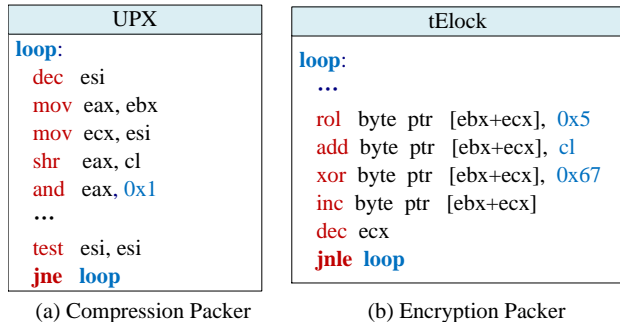 UPX
loop:
dec esi
mov eax, ebx
mov ecx, esi
shr eax, cl
and eax, 0x1
...
test esi, esi
jne loop
(a) Compression Packer
tElock
loop:
...
rol byte ptr [ebx+ecx], 0x5
add byte ptr [ebx+ecx], cl
xor byte ptr [ebx+ecx], 0x67
inc byte ptr [ebx+ecx]
dec ecx
jnle loop
(b) Encryption Packer